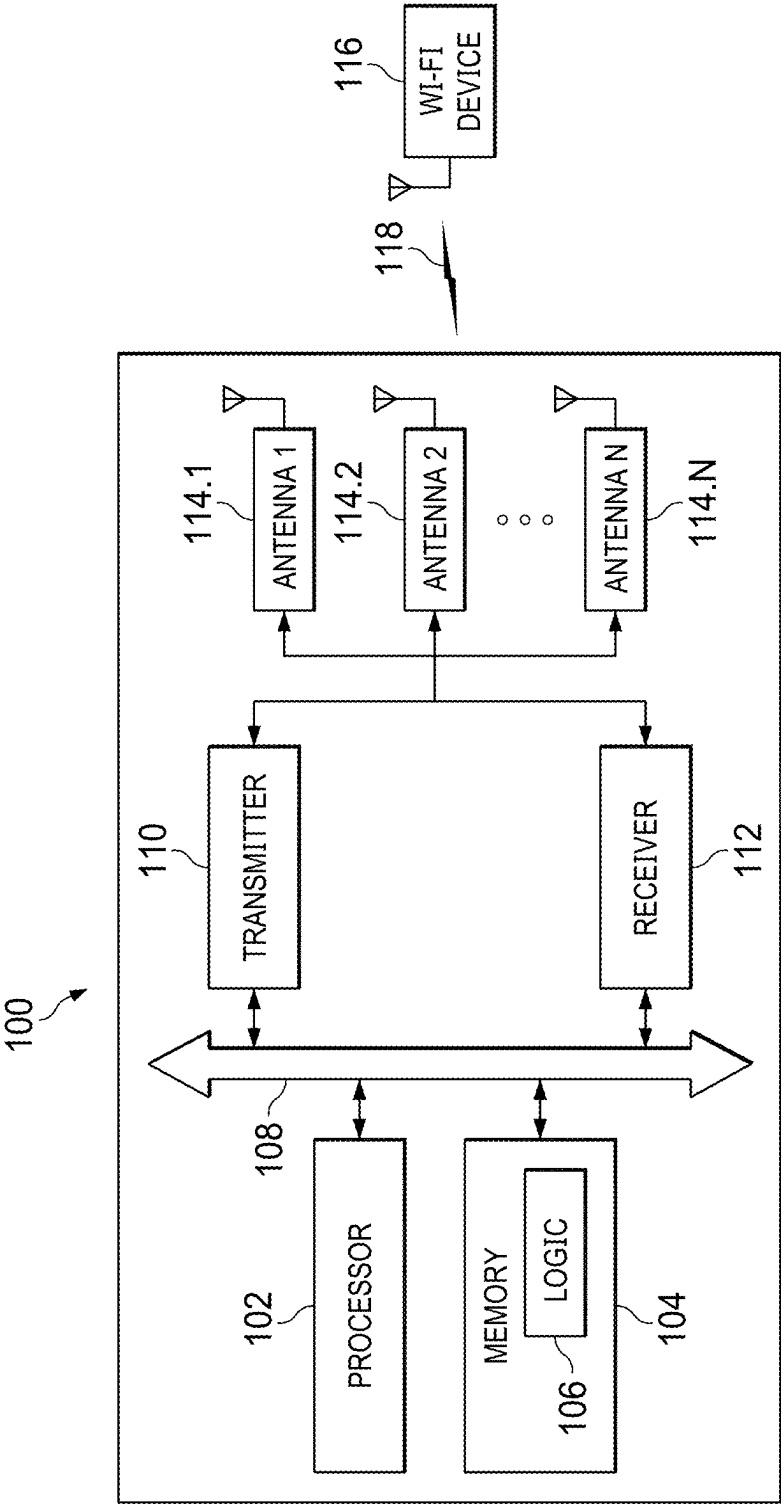 100
102
PROCESSOR
MEMORY
LOGIC
106
104
108
110
TRANSMITTER
RECEIVER
112
114.1
ANTENNA 1
114.2
ANTENNA 2
ANTENNA N
114.N
118
116
WI-FI
DEVICE